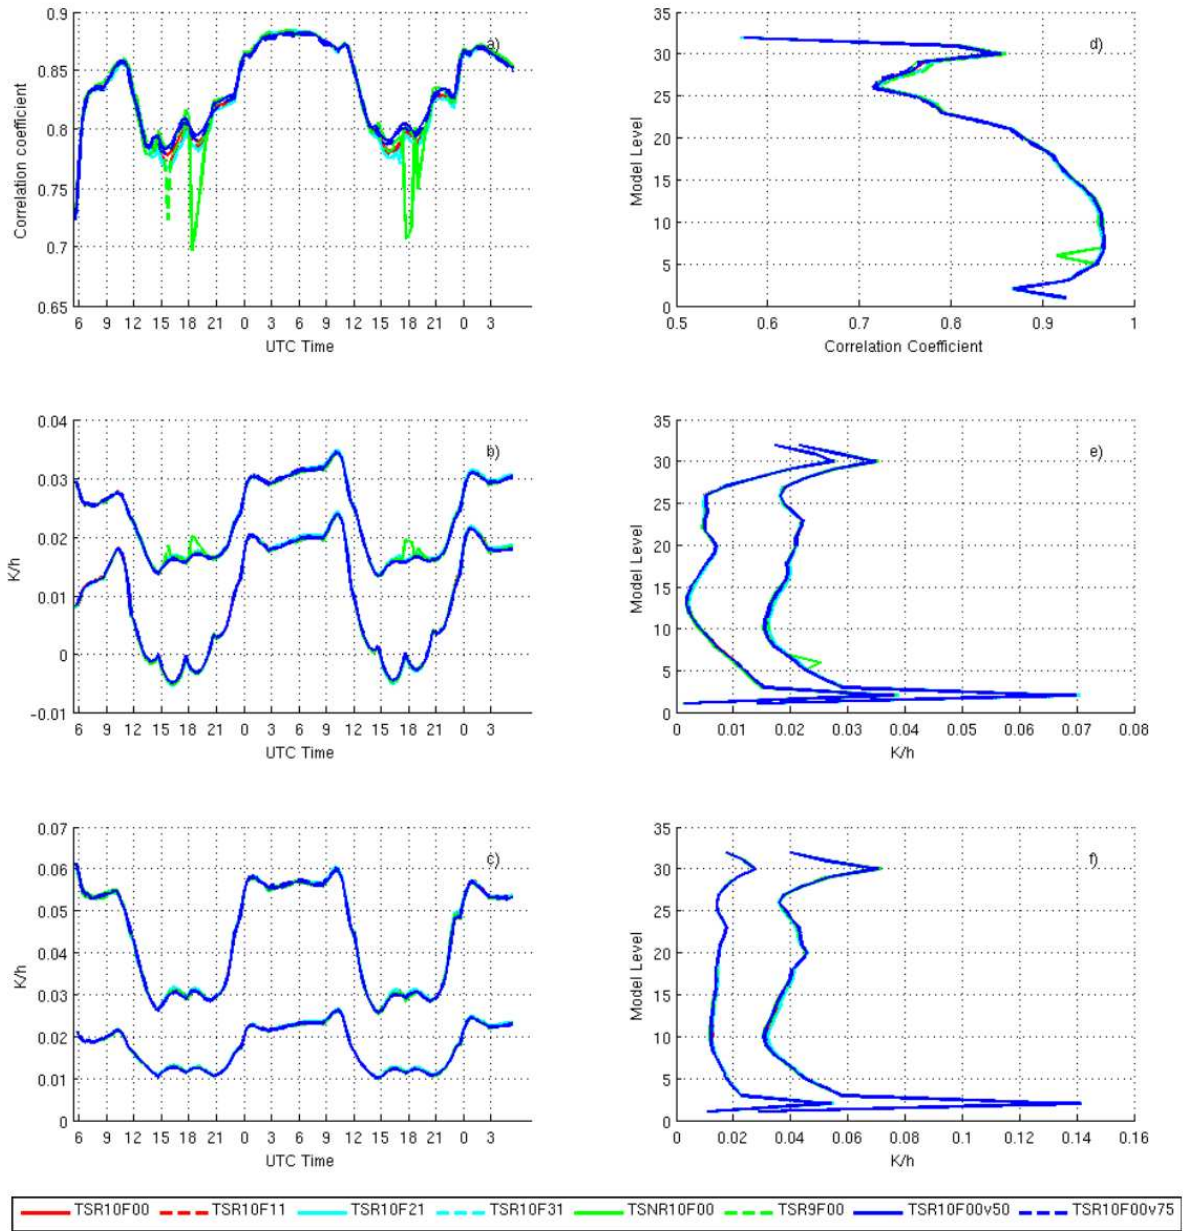 0.9
0.85
0.8
0.75
0.7
0.65
Correlation coefficient
a)
6 9 12 15 18 21 0 3 6 9 12 15 18 21 0 3
UTC Time
35
30
25
20
15
10
5
0
Model Level
d)
0.5 0.6 0.7 0.8 0.9 1
Correlation Coefficient
0.04
0.03
0.02
0.01
0
-0.01
K/h
b)
6 9 12 15 18 21 0 3 6 9 12 15 18 21 0 3
UTC Time
35
30
25
20
15
10
5
0
Model Level
e)
0 0.01 0.02 0.03 0.04 0.05 0.06 0.07 0.08
K/h
0.07
0.06
0.05
0.04
0.03
0.02
0.01
0
K/h
c)
6 9 12 15 18 21 0 3 6 9 12 15 18 21 0 3
UTC Time
35
30
25
20
15
10
5
0
Model Level
f)
0 0.02 0.04 0.06 0.08 0.1 0.12 0.14 0.16
K/h
TSR10F00 TSR10F11 TSR10F21 TSR10F31 TSNR10F00 TSR9F00 TSR10F00v50 TSR10F00v75